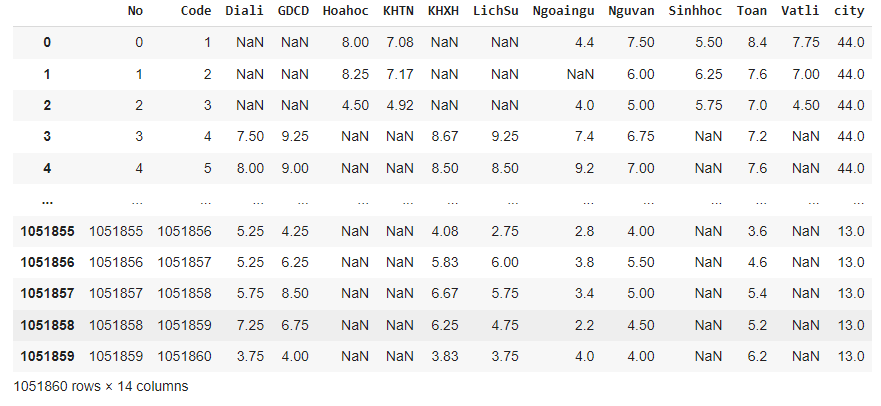 No Code Diali GDCD Hoahoc KHTN KHXH LichSu Ngoaingu Nguvan Sinhhoc Toan Vatli city
0 0 1 NaN NaN 8.00 7.08 NaN NaN 4.4 7.50 5.50 8.4 7.75 44.0
1 1 2 NaN NaN 8.25 7.17 NaN NaN NaN 6.00 6.25 7.6 7.00 44.0
2 2 3 NaN NaN 4.50 4.92 NaN NaN 4.0 5.00 5.75 7.0 4.50 44.0
3 3 4 7.50 9.25 NaN NaN 8.67 9.25 7.4 6.75 NaN 7.2 NaN 44.0
4 4 5 8.00 9.00 NaN NaN 8.50 8.50 9.2 7.00 NaN 7.6 NaN 44.0
... ... ... ... ... ... ... ... ... ... ... ... ... ... ...
1051855 1051855 1051856 5.25 4.25 NaN NaN 4.08 2.75 2.8 4.00 NaN 3.6 NaN 13.0
1051856 1051856 1051857 5.25 6.25 NaN NaN 5.83 6.00 3.8 5.50 NaN 4.6 NaN 13.0
1051857 1051857 1051858 5.75 8.50 NaN NaN 6.67 5.75 3.4 5.00 NaN 5.4 NaN 13.0
1051858 1051858 1051859 7.25 6.75 NaN NaN 6.25 4.75 2.2 4.50 NaN 5.2 NaN 13.0
1051859 1051859 1051860 3.75 4.00 NaN NaN 3.83 3.75 4.0 4.00 NaN 6.2 NaN 13.0
1051860 rows × 14 columns